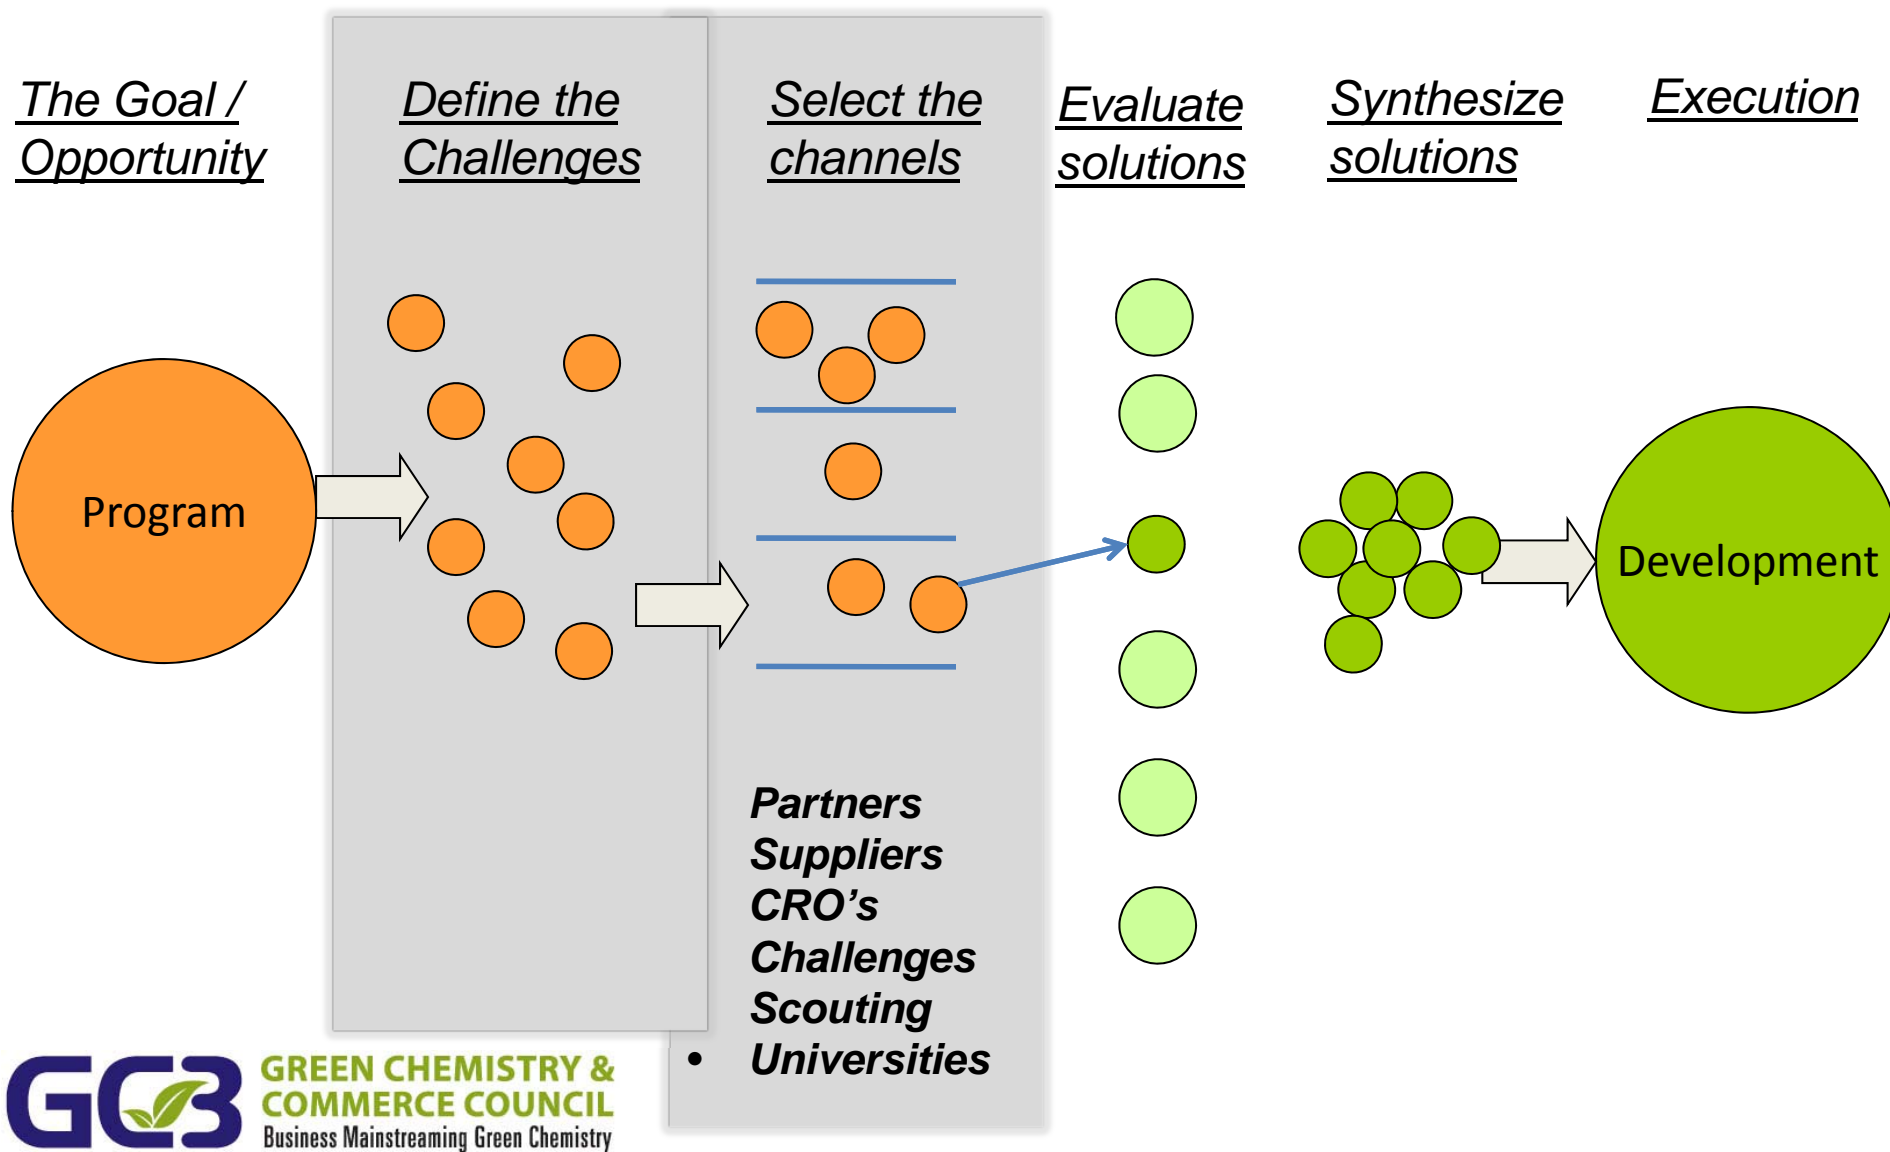 The Goal /
Opportunity
Define the
Challenges
Select the
channels
Evaluate
solutions
Synthesize
solutions
Execution
Program
Development
Partners
Suppliers
CRO’s
Challenges
Scouting
• Universities
GC3
GREEN CHEMISTRY &
COMMERCE COUNCIL
Business Mainstreaming Green Chemistry